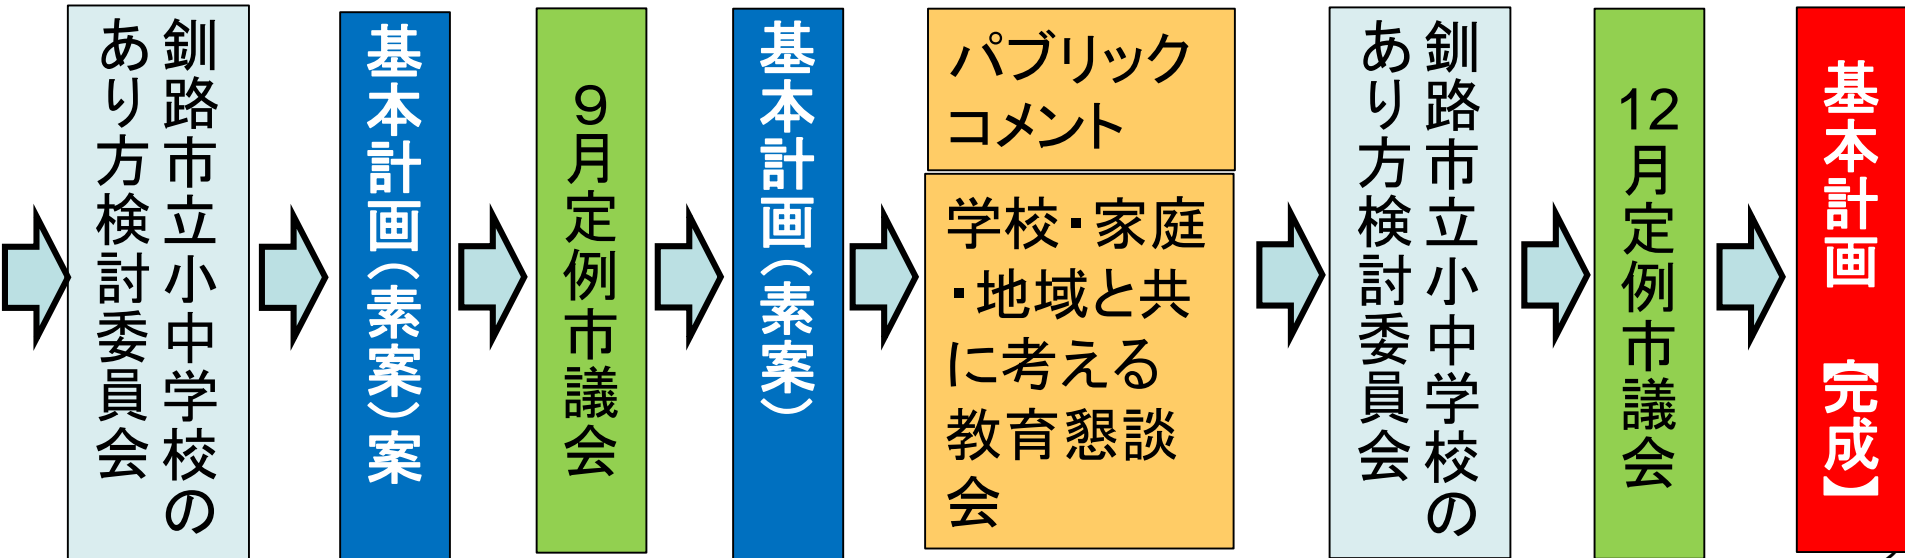 釧路市立小中学校の
あり方検討委員会
基本計画（素案）案
９月定例市議会
基本計画（素案）
パブリック
コメント
学校・家庭
・地域と共
に考える
教育懇談
会
釧路市立小中学校の
あり方検討委員会
12月定例市議会
基本計画　【完成】